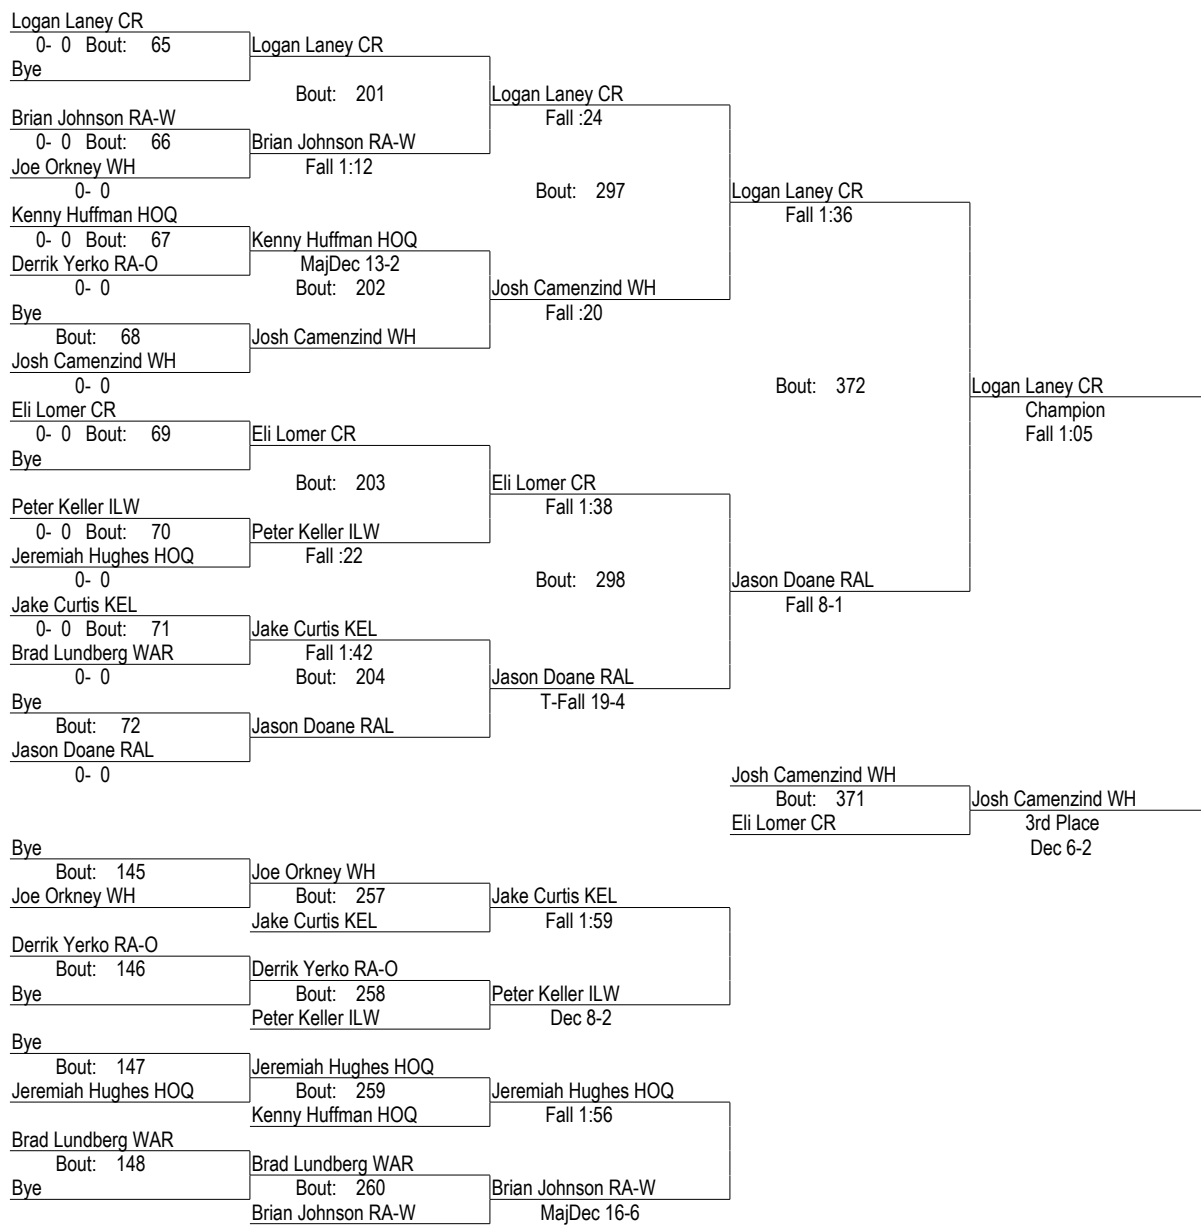 Logan Laney CR
0- 0 Bout: 65
Logan Laney CR
Bye
Bout: 201
Logan Laney CR
Brian Johnson RA-W
Fall :24
0- 0 Bout: 66
Brian Johnson RA-W
Joe Orkney WH
Fall 1:12
0- 0
Bout: 297
Logan Laney CR
Kenny Huffman HOQ
Fall 1:36
0- 0 Bout: 67
Kenny Huffman HOQ
Derrik Yerko RA-O
MajDec 13-2
0- 0
Bout: 202
Josh Camenzind WH
Bye
Fall :20
Bout: 68
Josh Camenzind WH
Josh Camenzind WH
0- 0
Bout: 372
Logan Laney CR
Eli Lomer CR
Champion
0- 0 Bout: 69
Eli Lomer CR
Fall 1:05
Bye
Bout: 203
Eli Lomer CR
Peter Keller ILW
Fall 1:38
0- 0 Bout: 70
Peter Keller ILW
Jeremiah Hughes HOQ
Fall :22
0- 0
Bout: 298
Jason Doane RAL
Jake Curtis KEL
Fall 8-1
0- 0 Bout: 71
Jake Curtis KEL
Brad Lundberg WAR
Fall 1:42
0- 0
Bout: 204
Jason Doane RAL
Bye
T-Fall 19-4
Bout: 72
Jason Doane RAL
Jason Doane RAL
0- 0
Josh Camenzind WH
Bout: 371
Josh Camenzind WH
Eli Lomer CR
3rd Place
Dec 6-2
Bye
Bout: 145
Joe Orkney WH
Joe Orkney WH
Bout: 257
Jake Curtis KEL
Jake Curtis KEL
Fall 1:59
Derrik Yerko RA-O
Bout: 146
Derrik Yerko RA-O
Bye
Bout: 258
Peter Keller ILW
Peter Keller ILW
Dec 8-2
Bye
Bout: 147
Jeremiah Hughes HOQ
Jeremiah Hughes HOQ
Bout: 259
Jeremiah Hughes HOQ
Kenny Huffman HOQ
Fall 1:56
Brad Lundberg WAR
Bout: 148
Brad Lundberg WAR
Bye
Bout: 260
Brian Johnson RA-W
Brian Johnson RA-W
MajDec 16-6